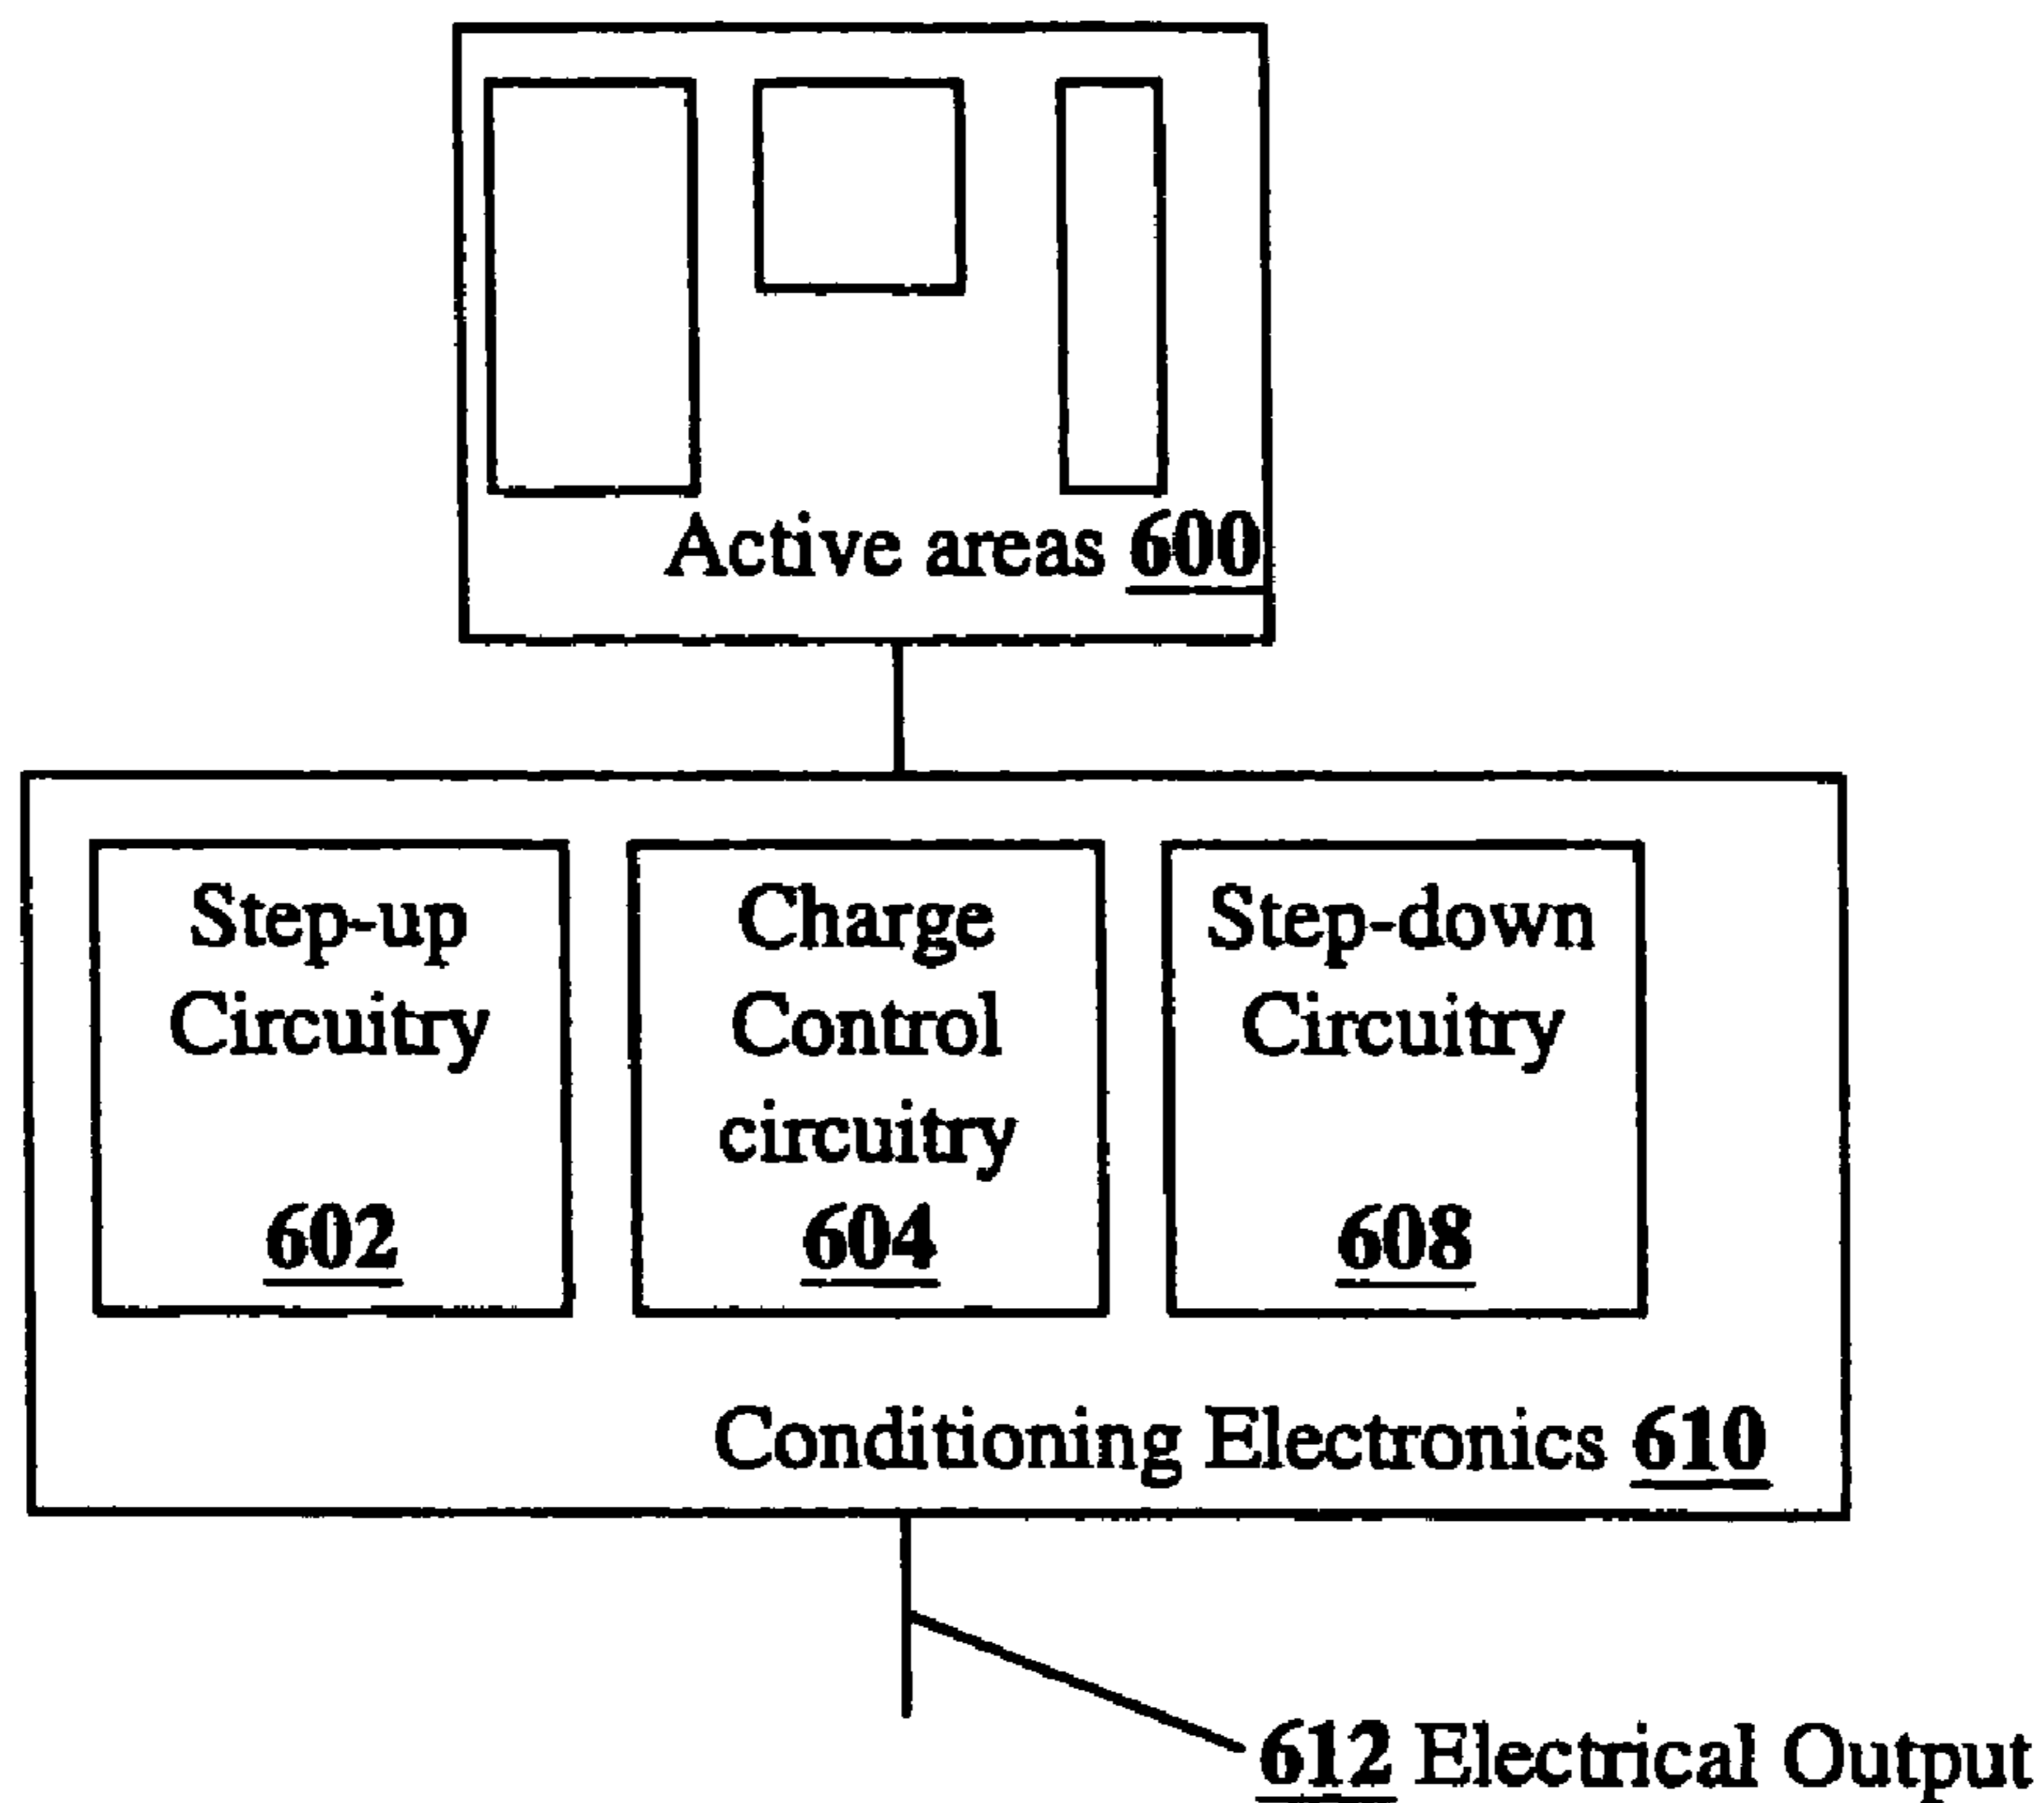 Active areas 600
Step-up
Circuitry
602
Charge
Control
circuitry
604
Step-down
Circuitry
608
Conditioning Electronics 610
612 Electrical Output